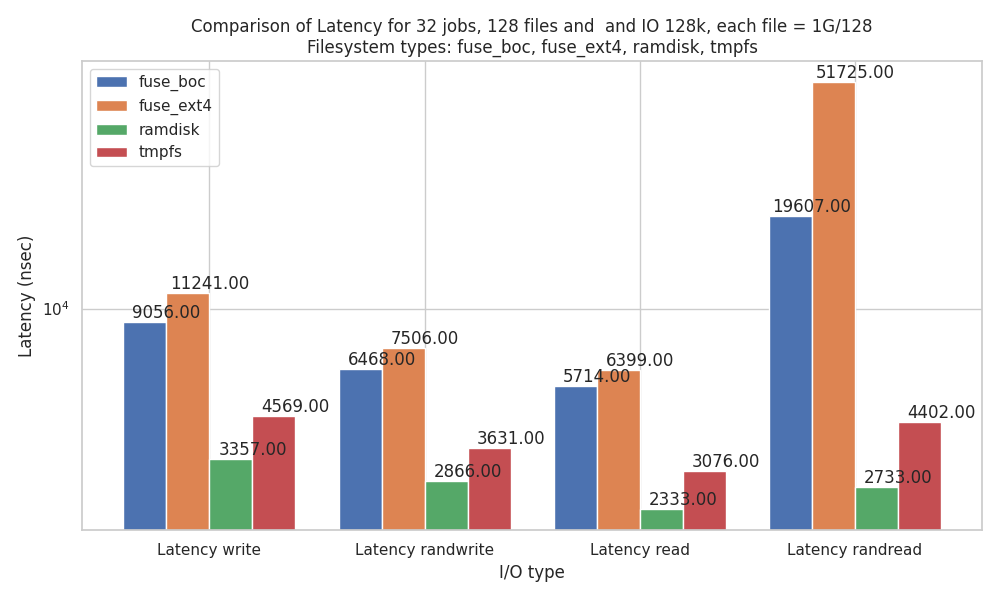 Comparison of Latency for 32 jobs, 128 files and  and IO 128k, each file = 1G/128
Filesystem types: fuse_boc, fuse_ext4, ramdisk, tmpfs
fuse_boc
fuse_ext4
ramdisk
tmpfs
Latency (nsec)
10⁴
9056.00
11241.00
3357.00
4569.00
6468.00
7506.00
2866.00
3631.00
5714.00
6399.00
2333.00
3076.00
19607.00
51725.00
2733.00
4402.00
Latency write
Latency randwrite
Latency read
Latency randread
I/O type